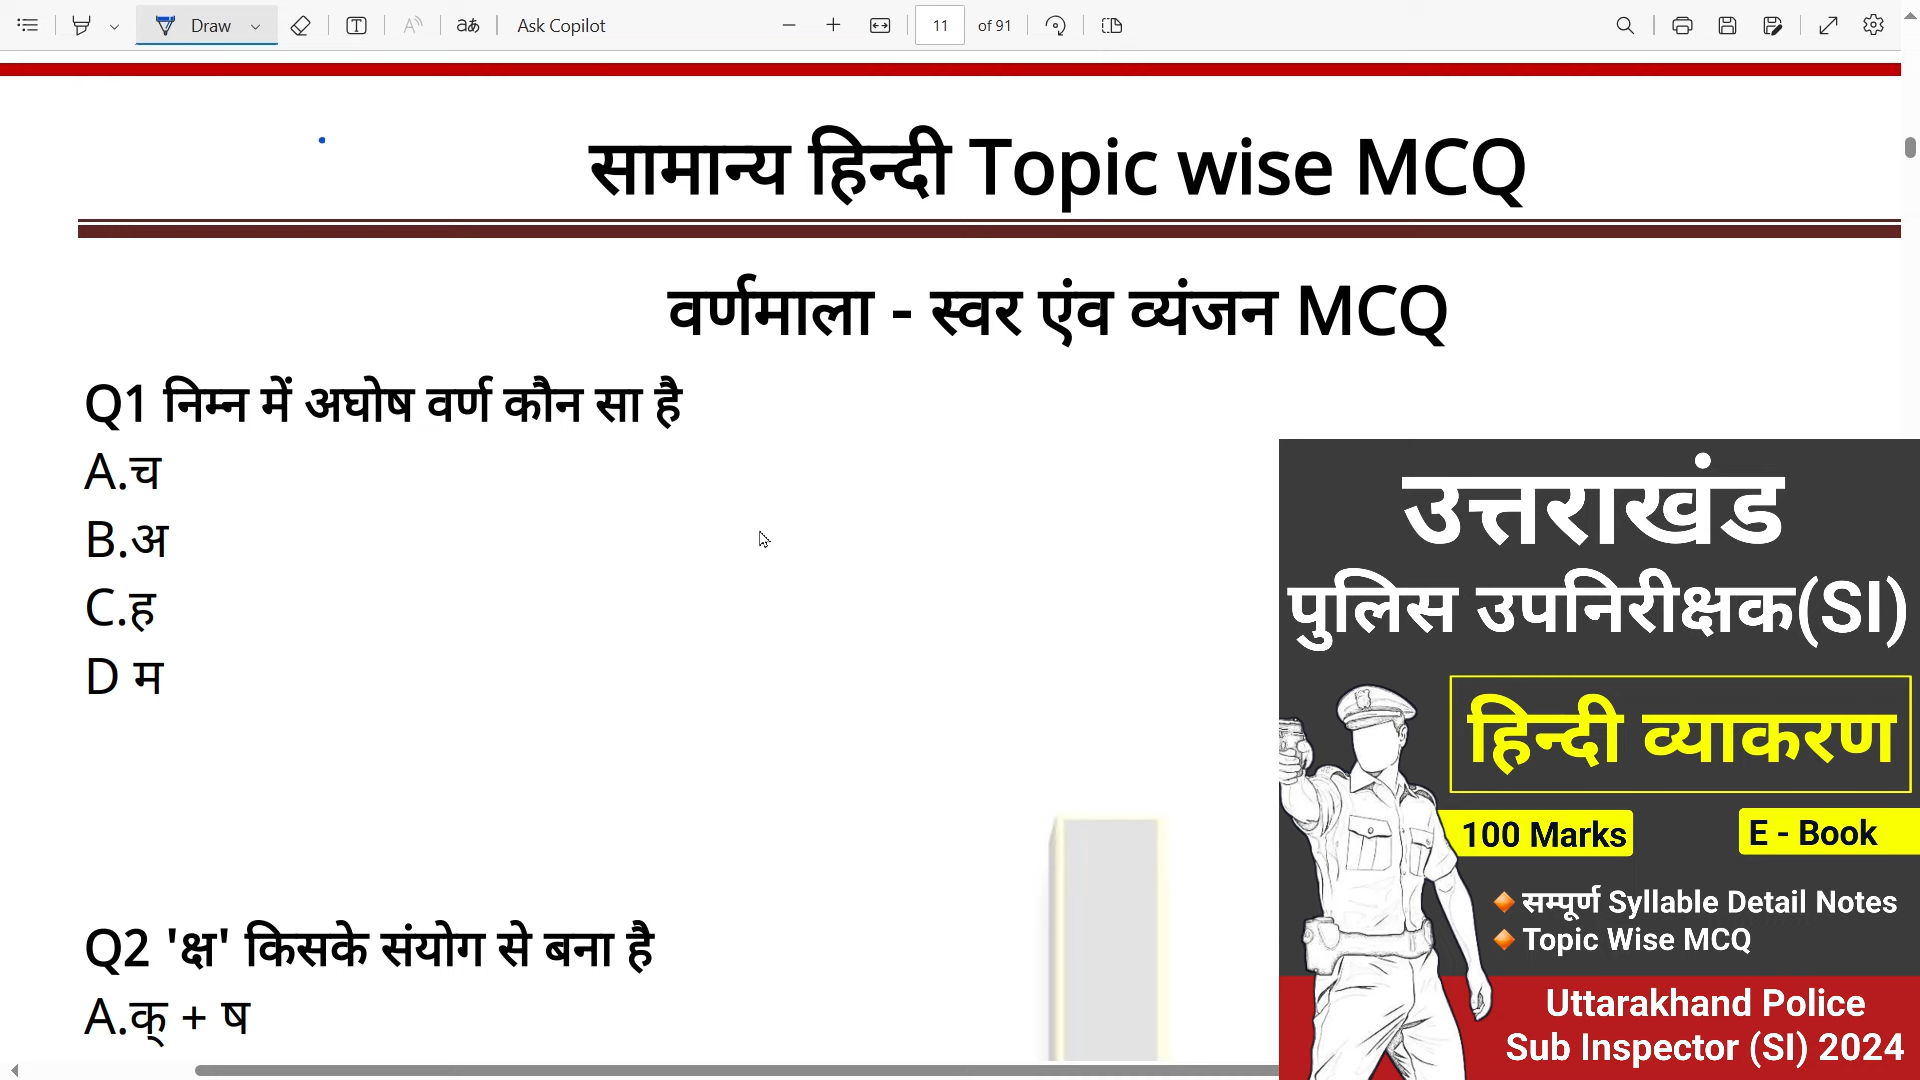 Draw
aあ
Ask Copilot
11 of 91
सामान्य हिन्दी Topic wise MCQ
वर्णमाला - स्वर एंव व्यंजन MCQ
Q1 निम्न में अघोष वर्ण कौन सा है
A.च
B.अ
C.ह
D म
Q2 'क्ष' किसके संयोग से बना है
A.क् + ष
उत्तराखंड
पुलिस उपनिरीक्षक(SI)
हिन्दी व्याकरण
100 Marks
E - Book
सम्पूर्ण Syllable Detail Notes
Topic Wise MCQ
Uttarakhand Police
Sub Inspector (SI) 2024